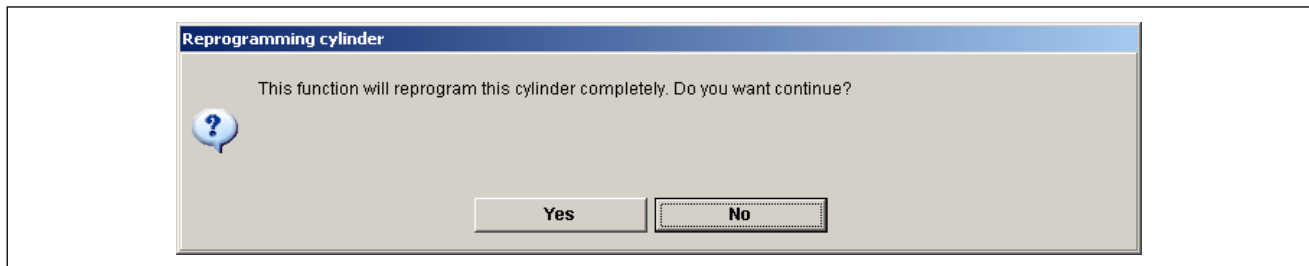 Reprogramming cylinder
This function will reprogram this cylinder completely. Do you want continue?
Yes
No